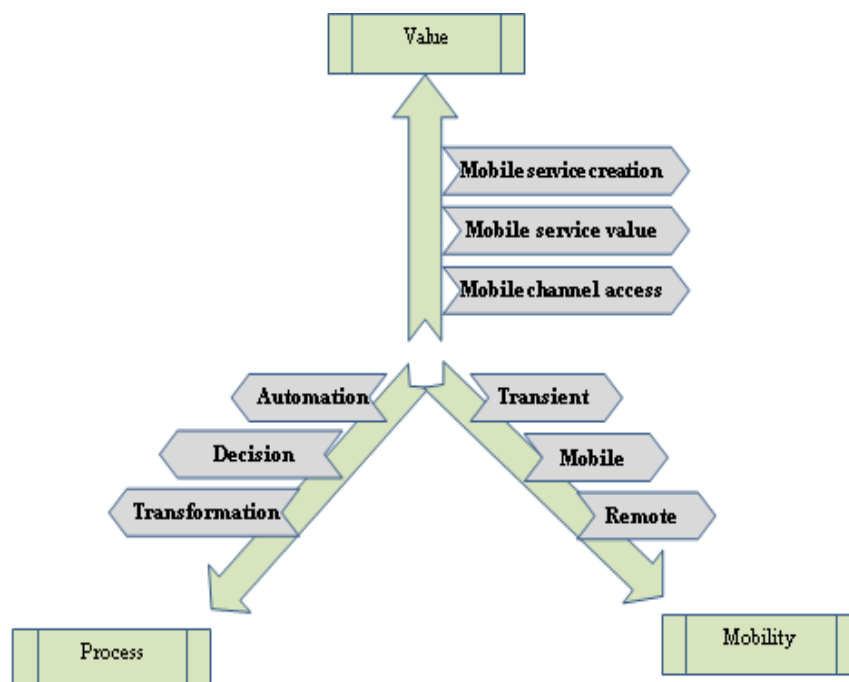 Value
Mobile service creation
Mobile service value
Mobile channel access
Automation
Transient
Decision
Mobile
Transformation
Remote
Process
Mobility